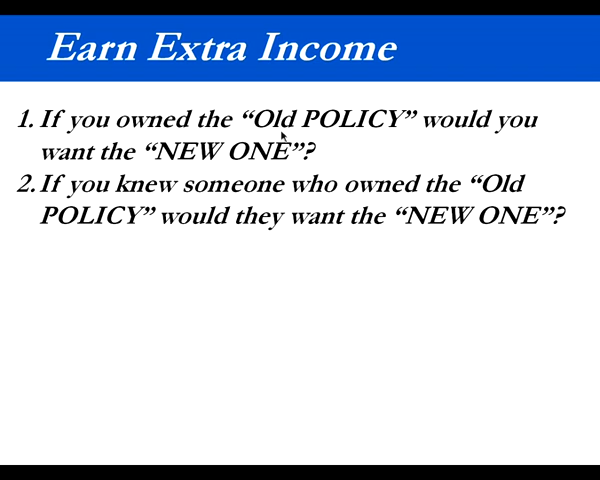 Earn Extra Income
1. If you owned the “Old POLICY” would you
want the “NEW ONE”?
2. If you knew someone who owned the “Old
POLICY” would they want the “NEW ONE”?